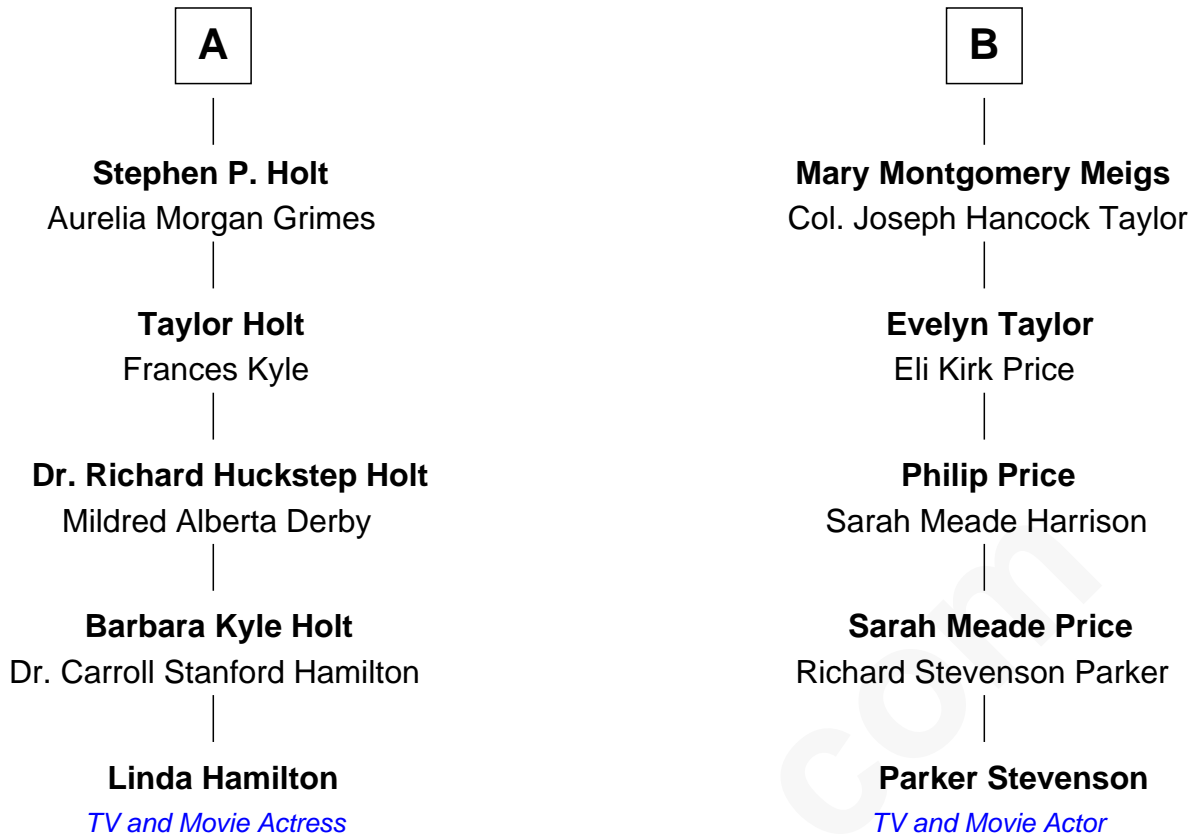 A
Stephen P. Holt
Aurelia Morgan Grimes
Taylor Holt
Frances Kyle
Dr. Richard Huckstep Holt
Mildred Alberta Derby
Barbara Kyle Holt
Dr. Carroll Stanford Hamilton
Linda Hamilton
TV and Movie Actress
B
Mary Montgomery Meigs
Col. Joseph Hancock Taylor
Evelyn Taylor
Eli Kirk Price
Philip Price
Sarah Meade Harrison
Sarah Meade Price
Richard Stevenson Parker
Parker Stevenson
TV and Movie Actor
com